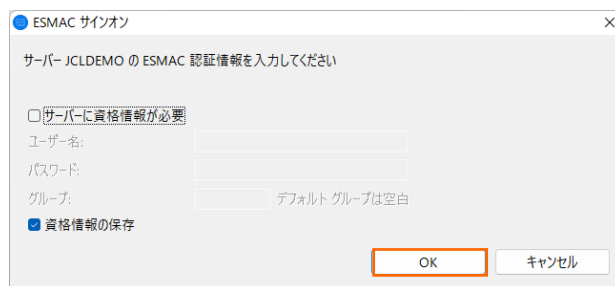 ESMAC サインオン
サーバー JCLDEMO の ESMAC 認証情報を入力してください
サーバーに資格情報が必要
ユーザー名:
パスワード:
グループ: デフォルト グループは空白
資格情報の保存
OK キャンセル